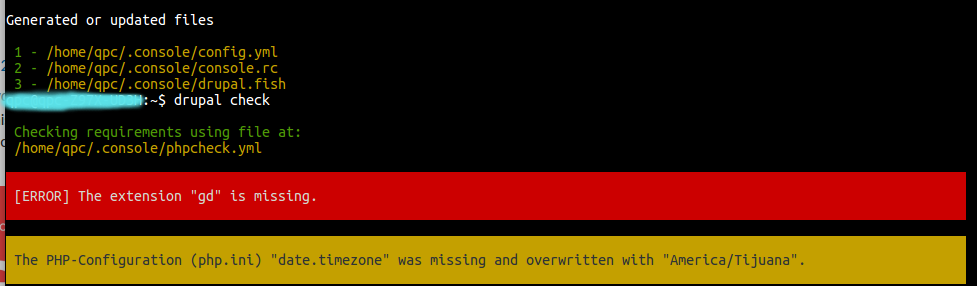 Generated or updated files
1 - /home/qpc/.console/config.yml
2 - /home/qpc/.console/console.rc
3 - /home/qpc/.console/drupal.fish
:~$ drupal check
Checking requirements using file at:
/home/qpc/.console/phpcheck.yml
[ERROR] The extension "gd" is missing.
The PHP-Configuration (php.ini) "date.timezone" was missing and overwritten with "America/Tijuana".